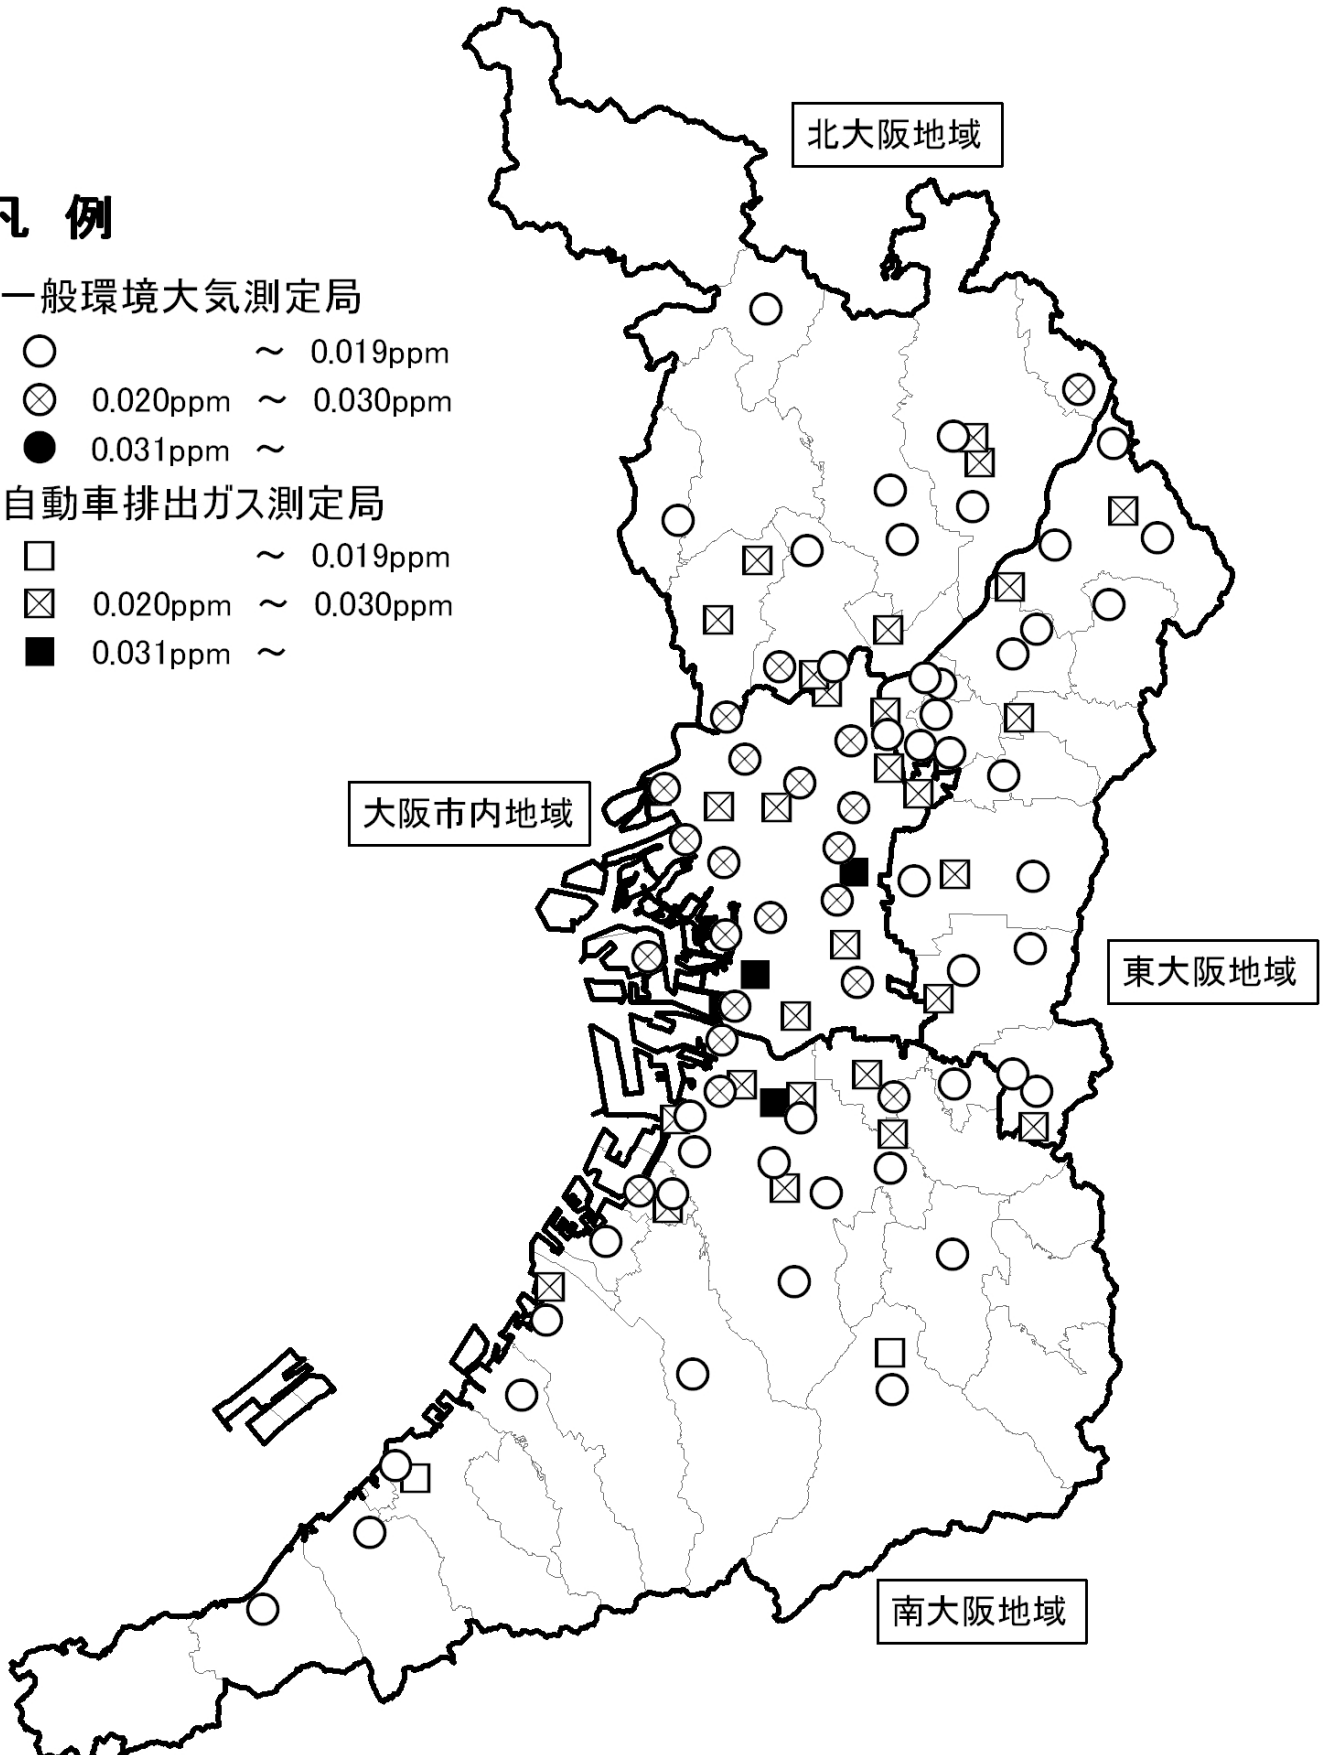 北大阪地域
凡 例
一般環境大気測定局
～ 0.019ppm
0.020ppm ～ 0.030ppm
0.031ppm ～
自動車排出ガス測定局
～ 0.019ppm
0.020ppm ～ 0.030ppm
0.031ppm ～
大阪市内地域
東大阪地域
南大阪地域